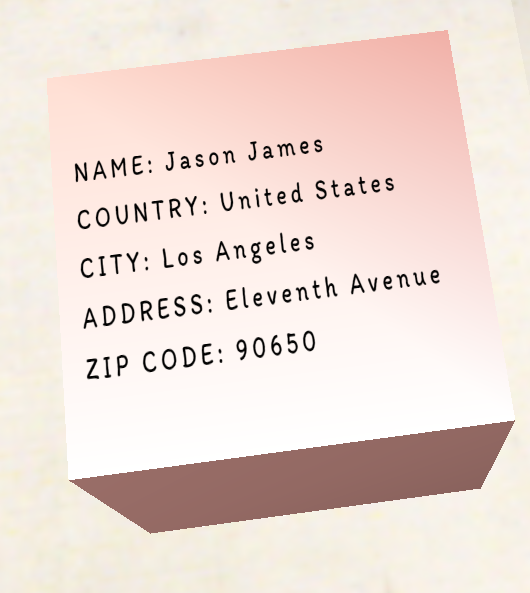 NAME: Jason James
COUNTRY: United States
CITY: Los Angeles
ADDRESS: Eleventh Avenue
ZIP CODE: 90650